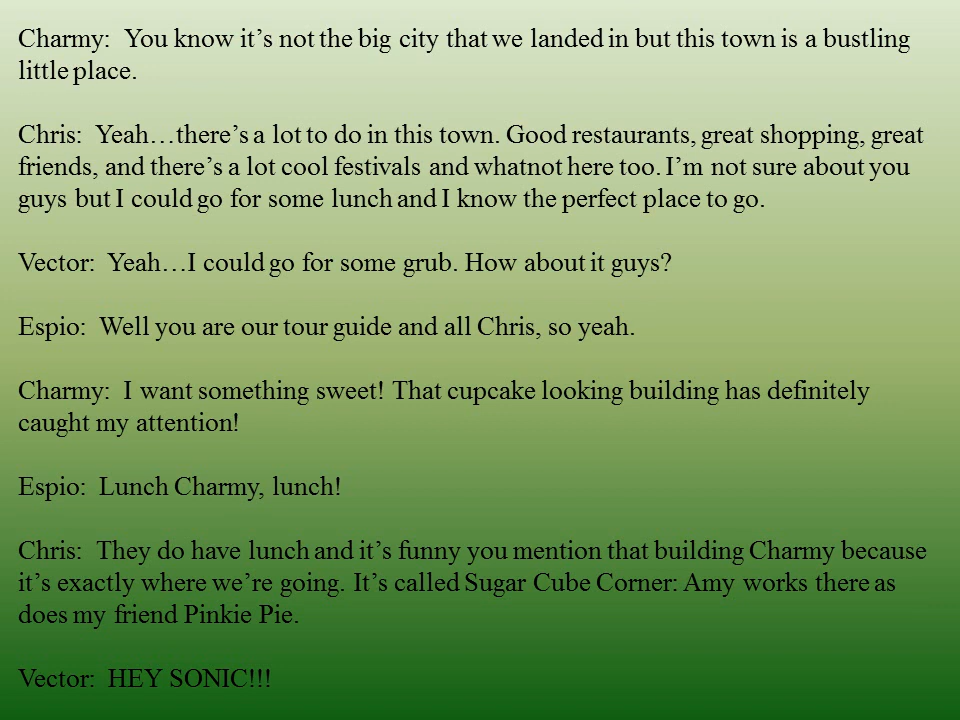 Charmy:  You know it’s not the big city that we landed in but this town is a bustling
little place.
Chris:  Yeah…there’s a lot to do in this town. Good restaurants, great shopping, great
friends, and there’s a lot cool festivals and whatnot here too. I’m not sure about you
guys but I could go for some lunch and I know the perfect place to go.
Vector:  Yeah…I could go for some grub. How about it guys?
Espio:  Well you are our tour guide and all Chris, so yeah.
Charmy:  I want something sweet! That cupcake looking building has definitely
caught my attention!
Espio:  Lunch Charmy, lunch!
Chris:  They do have lunch and it’s funny you mention that building Charmy because
it’s exactly where we’re going. It’s called Sugar Cube Corner: Amy works there as
does my friend Pinkie Pie.
Vector:  HEY SONIC!!!